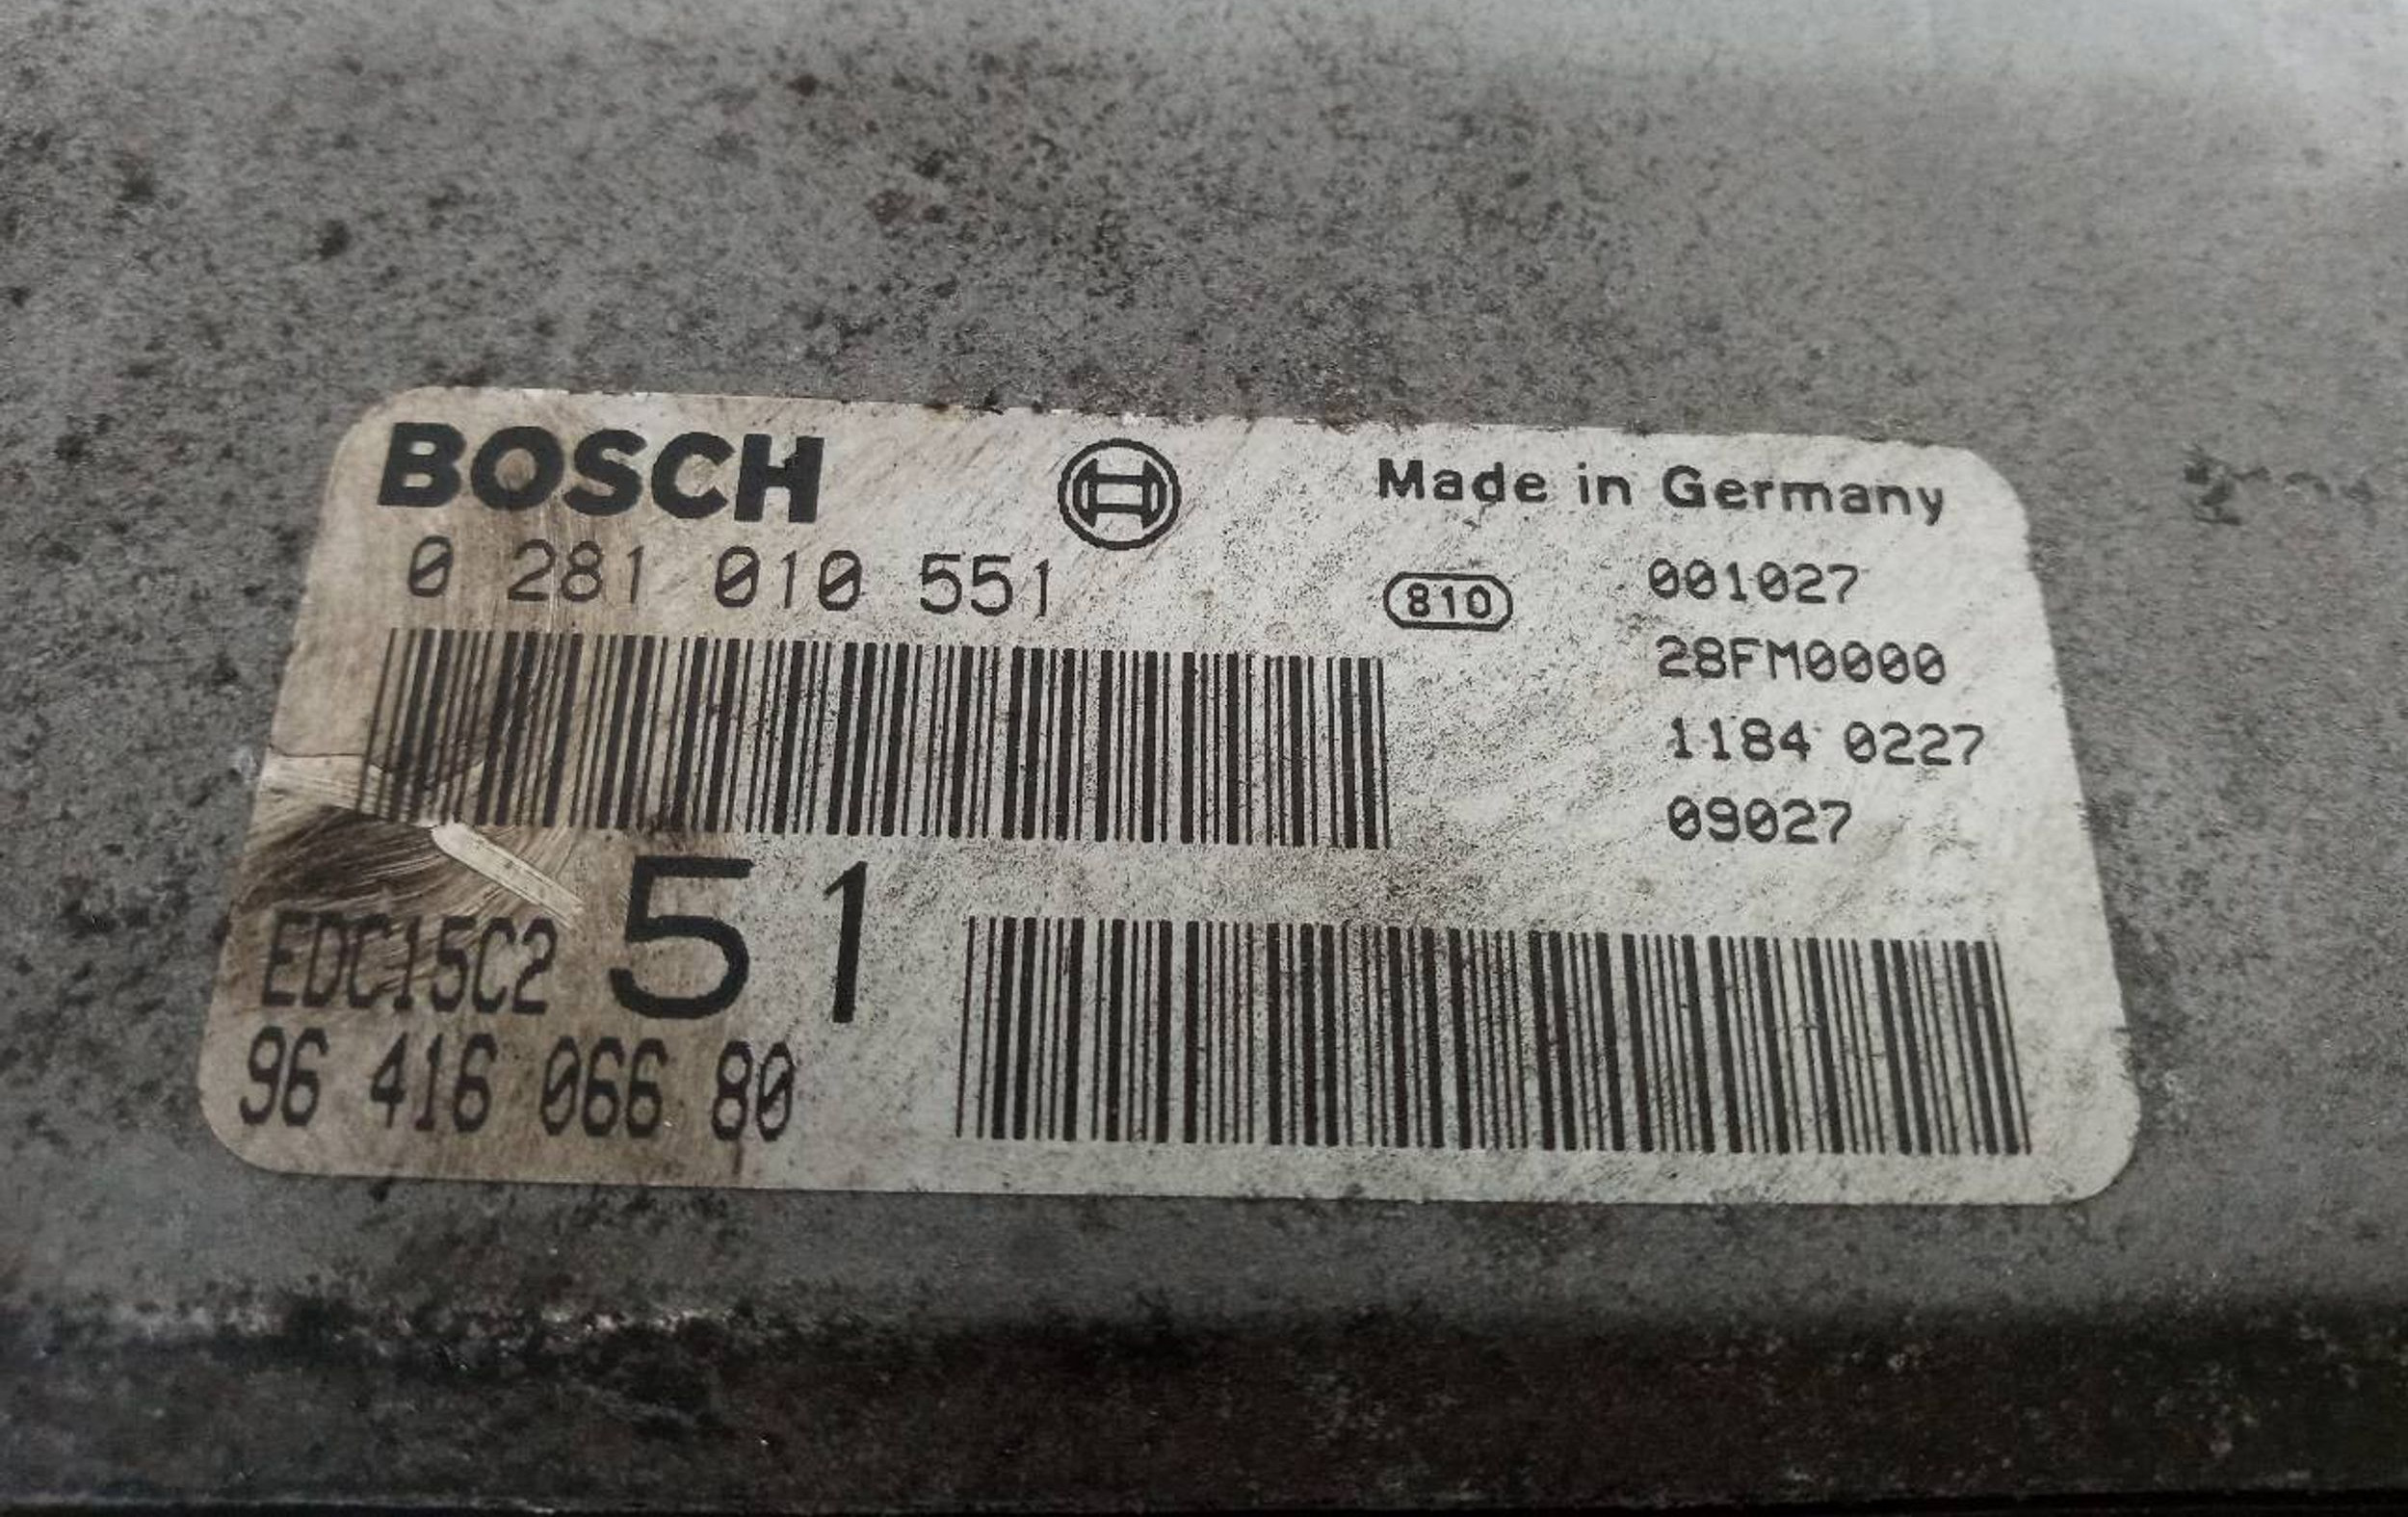 BOSCH
Made in Germany
0 281 010 551
810
001027
28FM0000
1184 0227
09027
EDC15C2 51
96 416 066 80